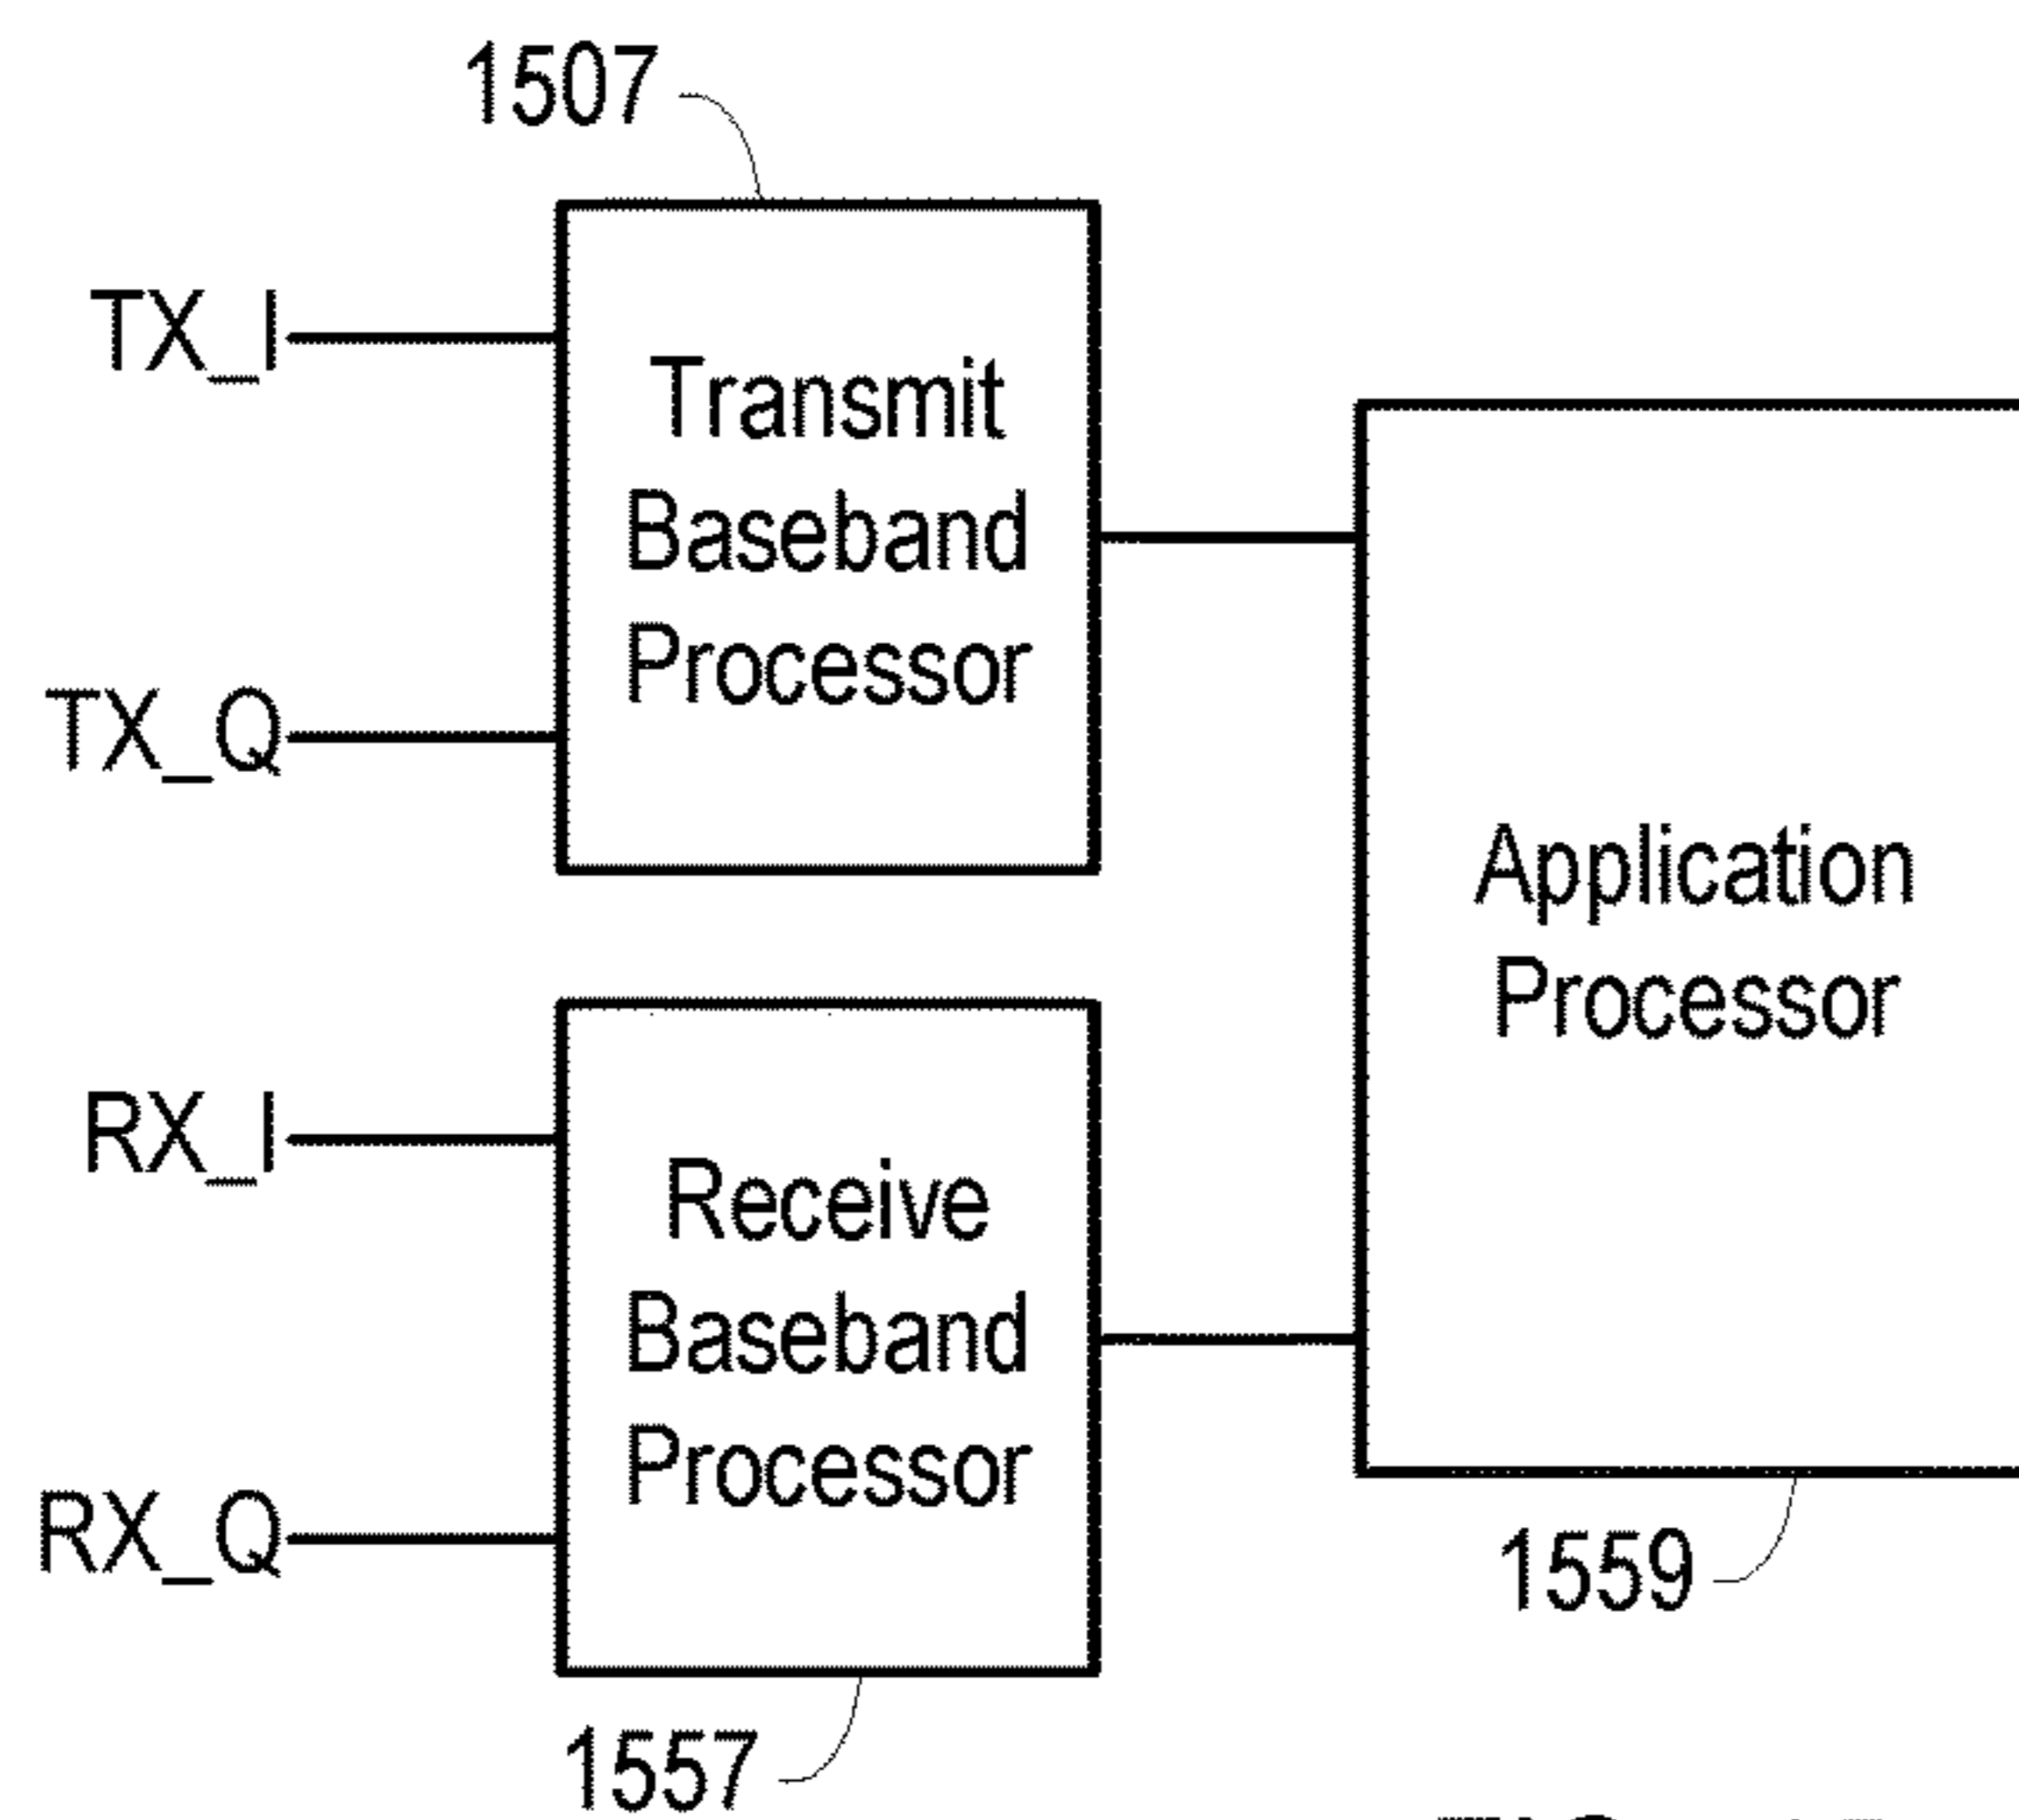 1507
TX_I
Transmit
Baseband
Processor
TX_Q
Application
Processor
RX_I
Receive
Baseband
Processor
RX_Q
1559
1557